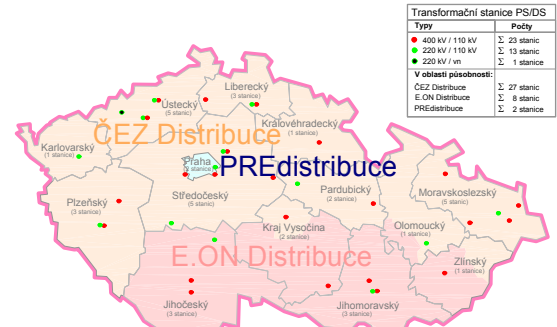 Transformační stanice PS/DS
Typy Počty
400 kV / 110 kV Σ 23 stanic
220 kV / 110 kV Σ 13 stanic
220 kV / vn Σ 1 stanice
V oblasti působnosti:
ČEZ Distribuce Σ 27 stanic
E.ON Distribuce Σ 8 stanic
PREdistribuce Σ 2 stanice
Liberecký
(3 stanice)
Ústecký
(5 stanic)
Královéhradecký
(1 stanice)
ČEZ Distribuce
Karlovarský
(1 stanice)
Praha
(2 stanice)
PREdistribuce
Středočeský
(5 stanic)
Pardubický
(2 stanice)
Moravskoslezský
(5 stanic)
Plzeňský
(3 stanice)
Kraj Vysočina
(2 stanice)
Olomoucký
(1 stanice)
E.ON Distribuce
Zlínský
(1 stanice)
Jihočeský
(3 stanice)
Jihomoravský
(3 stanice)